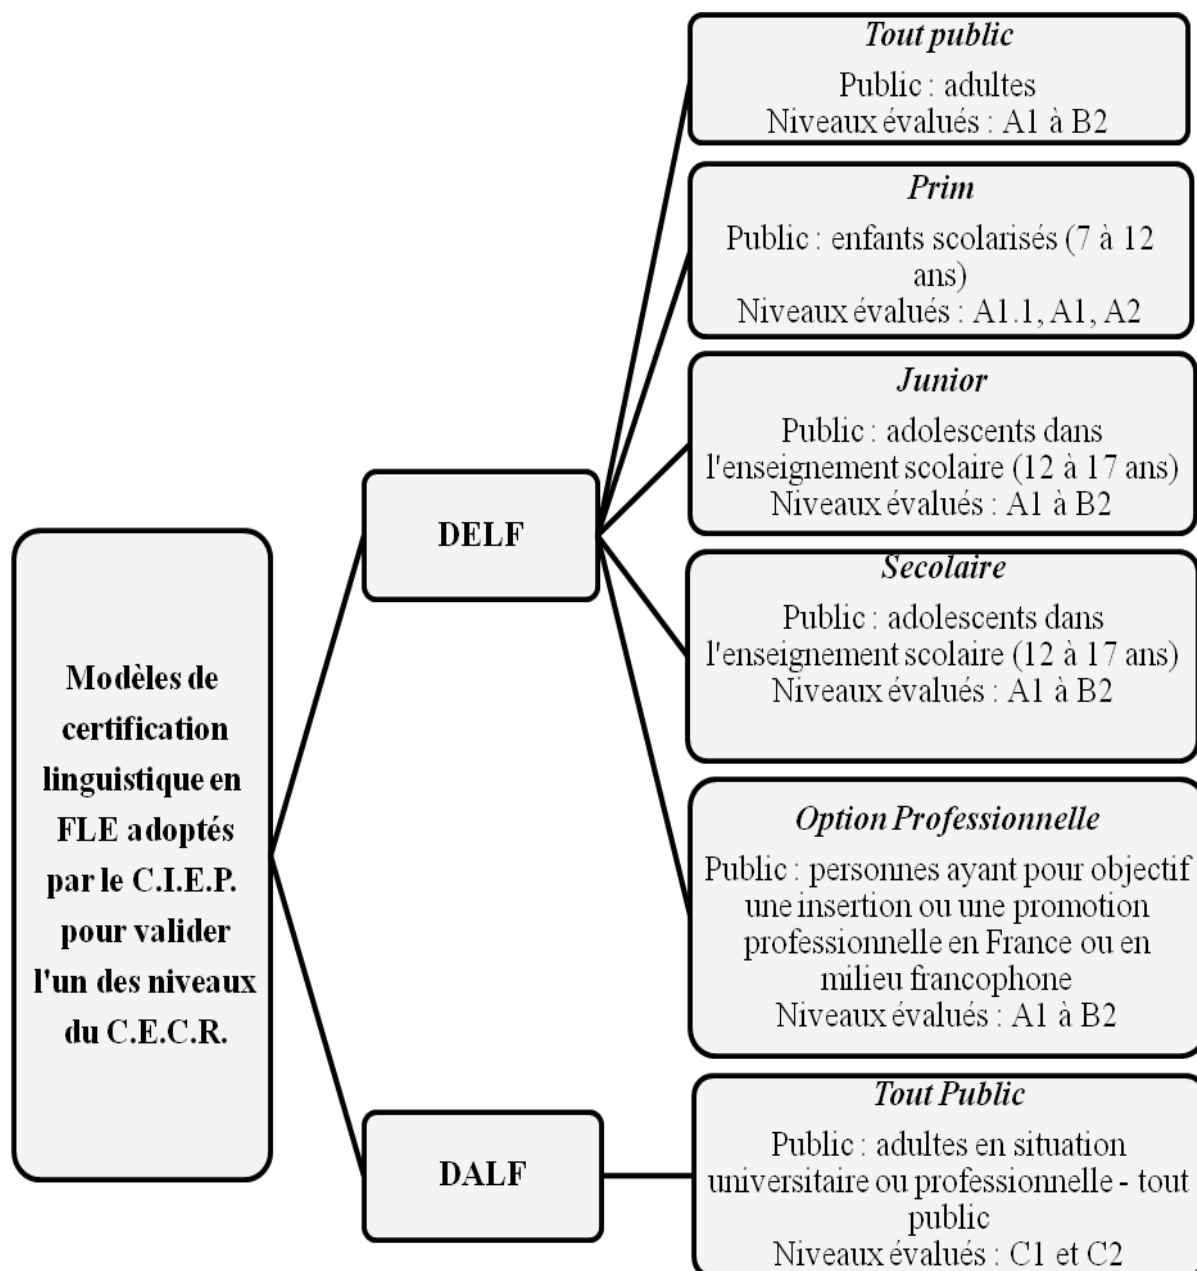 Modèles de
certification
linguistique en
FLE adoptés
par le C.I.E.P.
pour valider
l'un des niveaux
du C.E.C.R.
DELF
Tout public
Public : adultes
Niveaux évalués : A1 à B2
Prim
Public : enfants scolarisés (7 à 12
ans)
Niveaux évalués : A1.1, A1, A2
Junior
Public : adolescents dans
l'enseignement scolaire (12 à 17 ans)
Niveaux évalués : A1 à B2
Secolaire
Public : adolescents dans
l'enseignement scolaire (12 à 17 ans)
Niveaux évalués : A1 à B2
Option Professionnelle
Public : personnes ayant pour objectif
une insertion ou une promotion
professionnelle en France ou en
milieu francophone
Niveaux évalués : A1 à B2
DALF
Tout Public
Public : adultes en situation
universitaire ou professionnelle - tout
public
Niveaux évalués : C1 et C2